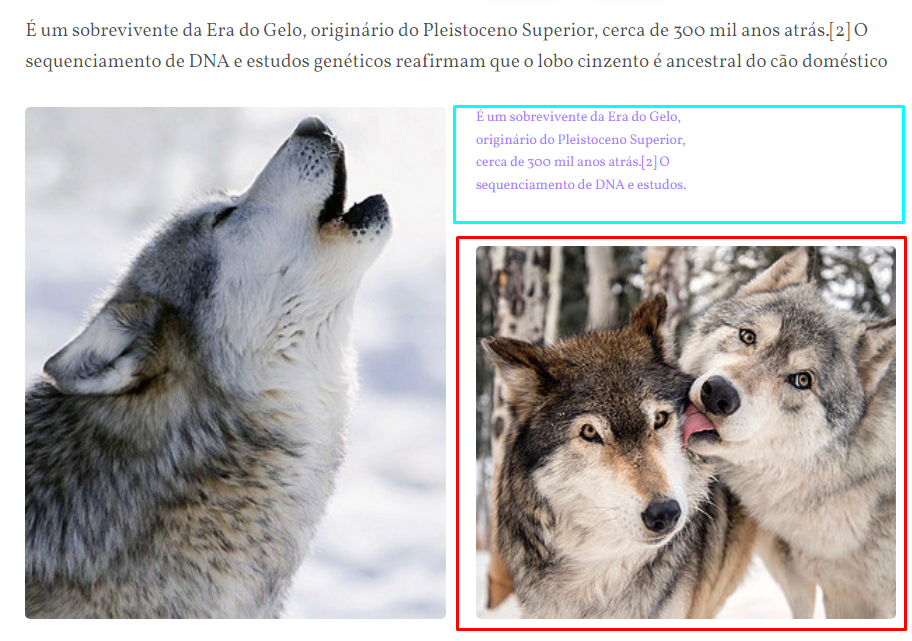 É um sobrevivente da Era do Gelo, originário do Pleistoceno Superior, cerca de 300 mil anos atrás.[2] O
sequenciamento de DNA e estudos genéticos reafirmam que o lobo cinzento é ancestral do cão doméstico
É um sobrevivente da Era do Gelo,
originário do Pleistoceno Superior,
cerca de 300 mil anos atrás.[2] O
sequenciamento de DNA e estudos.